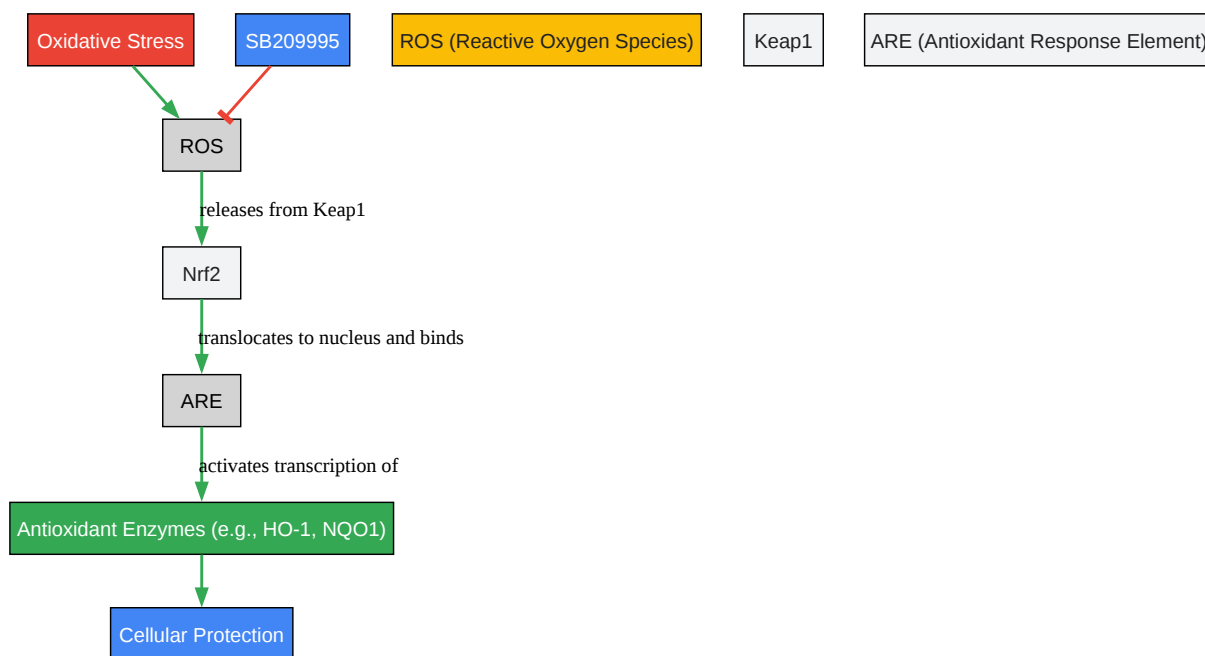 Oxidative Stress
SB209995
ROS (Reactive Oxygen Species)
Keap1
ARE (Antioxidant Response Element)
ROS
releases from Keap1
Nrf2
translocates to nucleus and binds
ARE
activates transcription of
Antioxidant Enzymes (e.g., HO-1, NQO1)
Cellular Protection